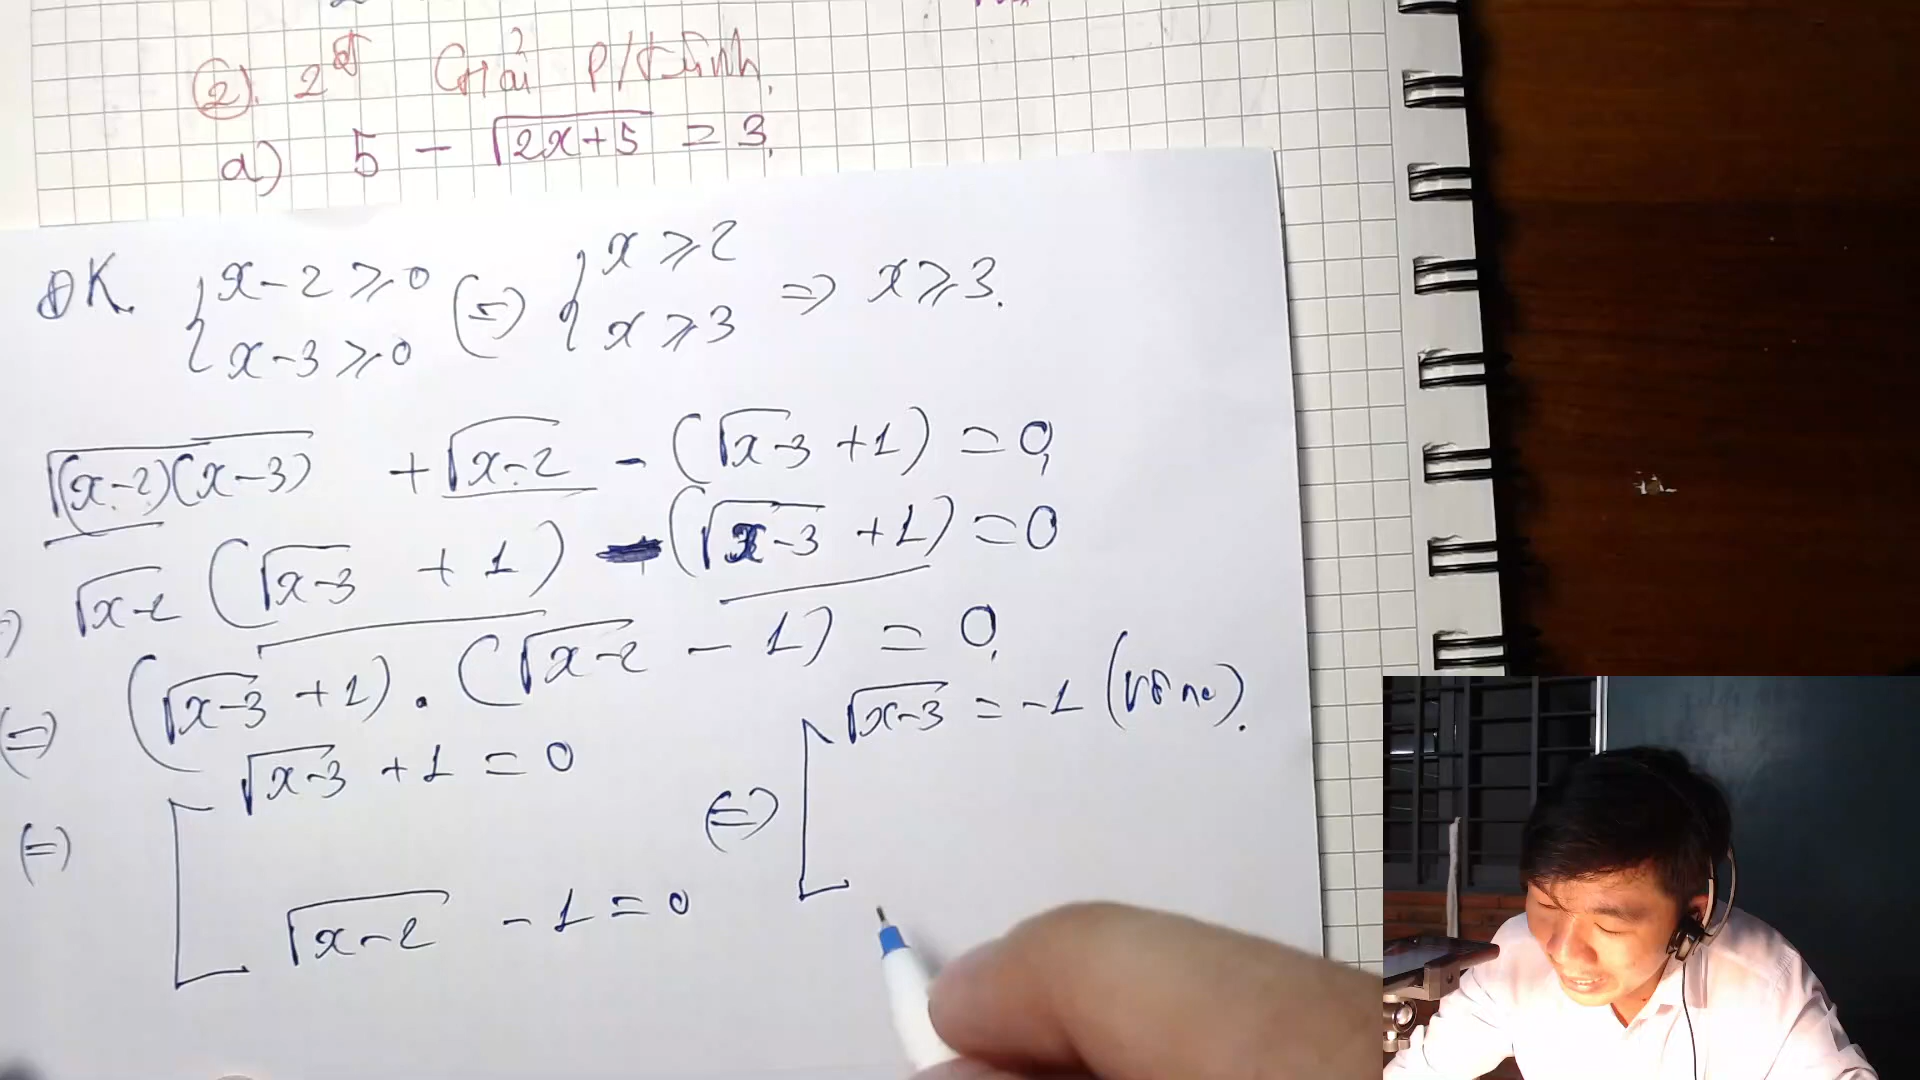 ②. 2đ Giải p/trình.
a) 5 - √(2x+5) = 3.
ĐK. { x-2 ≥ 0 (=) { x ≥ 2 => x ≥ 3.
x-3 ≥ 0 x ≥ 3
√((x-2)(x-3)) + √(x-2) - (√(x-3) + 1) = 0,
√(x-2) (√(x-3) + 1) - (√(x-3) + 1) = 0
(=) (√(x-3) + 1) . (√(x-2) - 1) = 0.
(=) [ √(x-3) + 1 = 0 (=) [ √(x-3) = -1 (vô no).
√(x-2) - 1 = 0